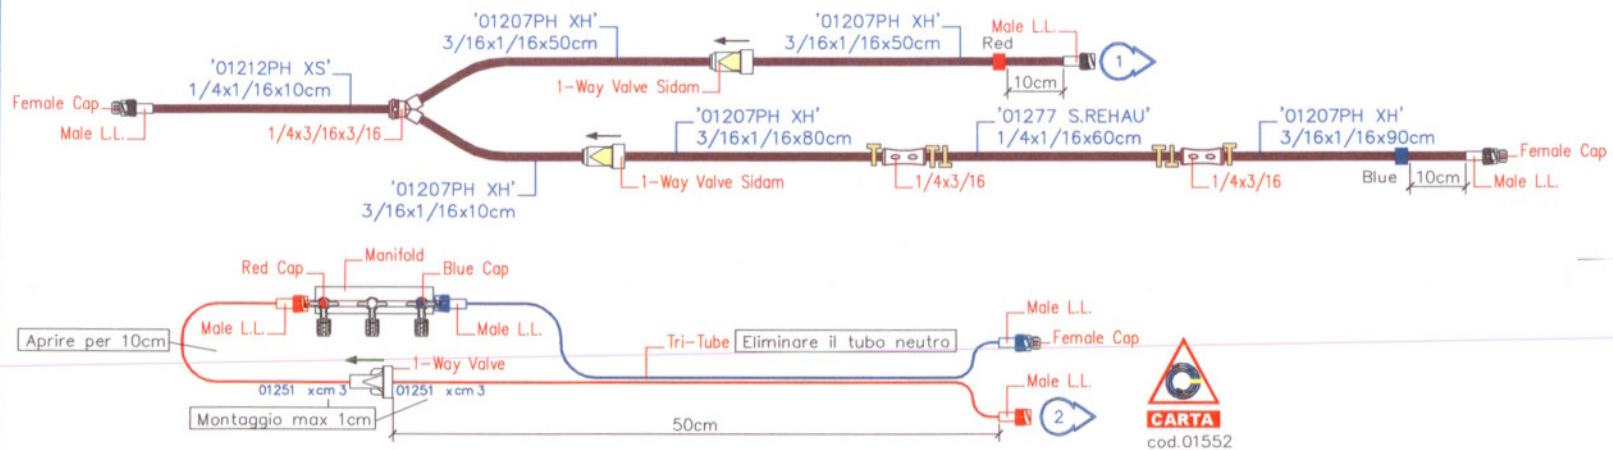 '01207PH XH'
3/16x1/16x50cm
'01207PH XH'
3/16x1/16x50cm
Male L.L.
Red
1
10cm
'01212PH XS'
1/4x1/16x10cm
1-Way Valve Sidam
Female Cap
Male L.L.
1/4x3/16x3/16
'01207PH XH'
3/16x1/16x80cm
'01277 S.REHAU'
1/4x1/16x60cm
'01207PH XH'
3/16x1/16x90cm
Female Cap
'01207PH XH'
3/16x1/16x10cm
1-Way Valve Sidam
1/4x3/16
1/4x3/16
Blue
10cm
Male L.L.
Manifold
Red Cap
Blue Cap
Male L.L.
Male L.L.
Male L.L.
Aprire per 10cm
Tri-Tube
Eliminare il tubo neutro
Female Cap
1-Way Valve
01251 xcm 3
01251 xcm 3
Male L.L.
Montaggio max 1cm
50cm
2
CARTA
cod.01552